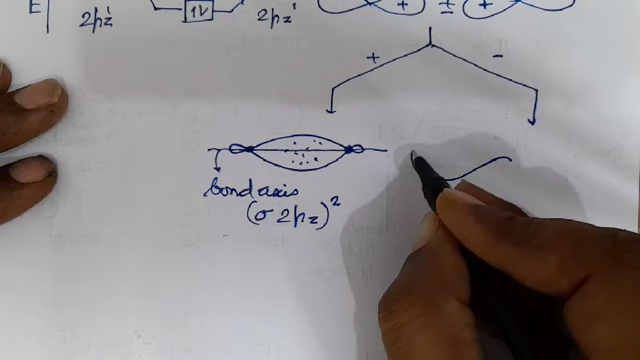 E 2pz¹ 1V 2pz¹ + ± +
+ -
bond axis
(σ 2pz)²